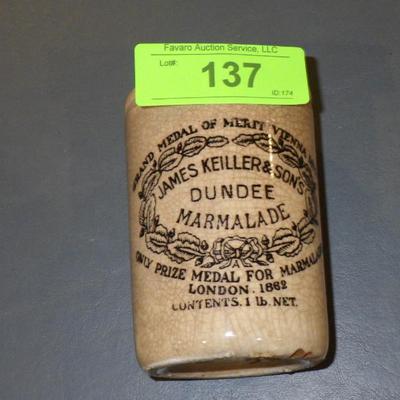 Favaro Auction Service, LLC
Lot#:
137
ID:174
GRAND MEDAL OF MERIT VIENNA
JAMES KEILLER & SON'S
DUNDEE
MARMALADE
ONLY PRIZE MEDAL FOR MARMALADE
LONDON. 1862
CONTENTS. 1 lb. NET.